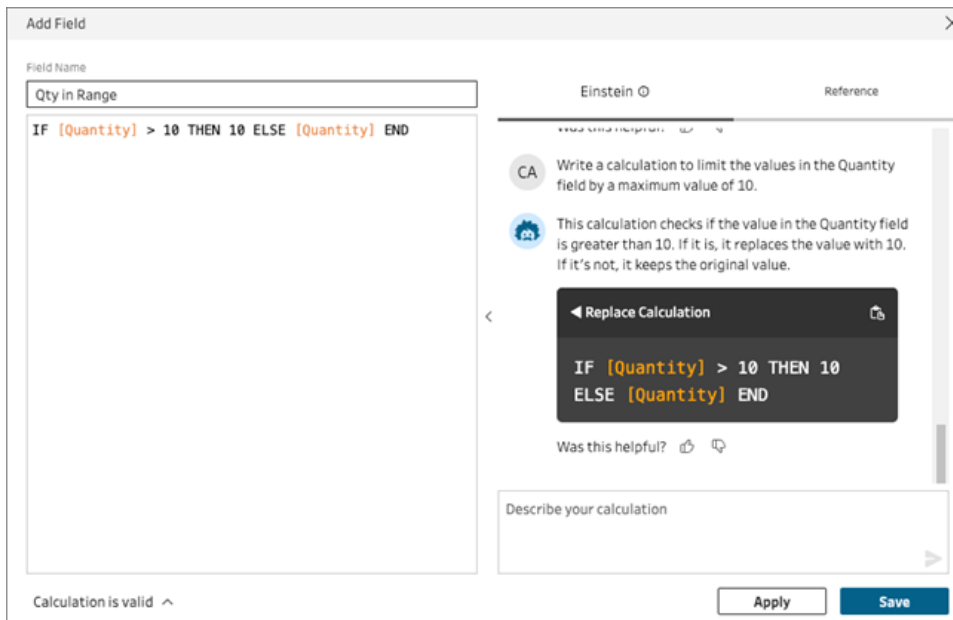 Add Field
Field Name
Qty in Range
IF [Quantity] > 10 THEN 10 ELSE [Quantity] END
Einstein
Reference
Was this helpful?
CA
Write a calculation to limit the values in the Quantity
field by a maximum value of 10.
This calculation checks if the value in the Quantity field
is greater than 10. If it is, it replaces the value with 10.
If it's not, it keeps the original value.
Replace Calculation
IF [Quantity] > 10 THEN 10
ELSE [Quantity] END
Was this helpful?
Describe your calculation
Calculation is valid
Apply
Save